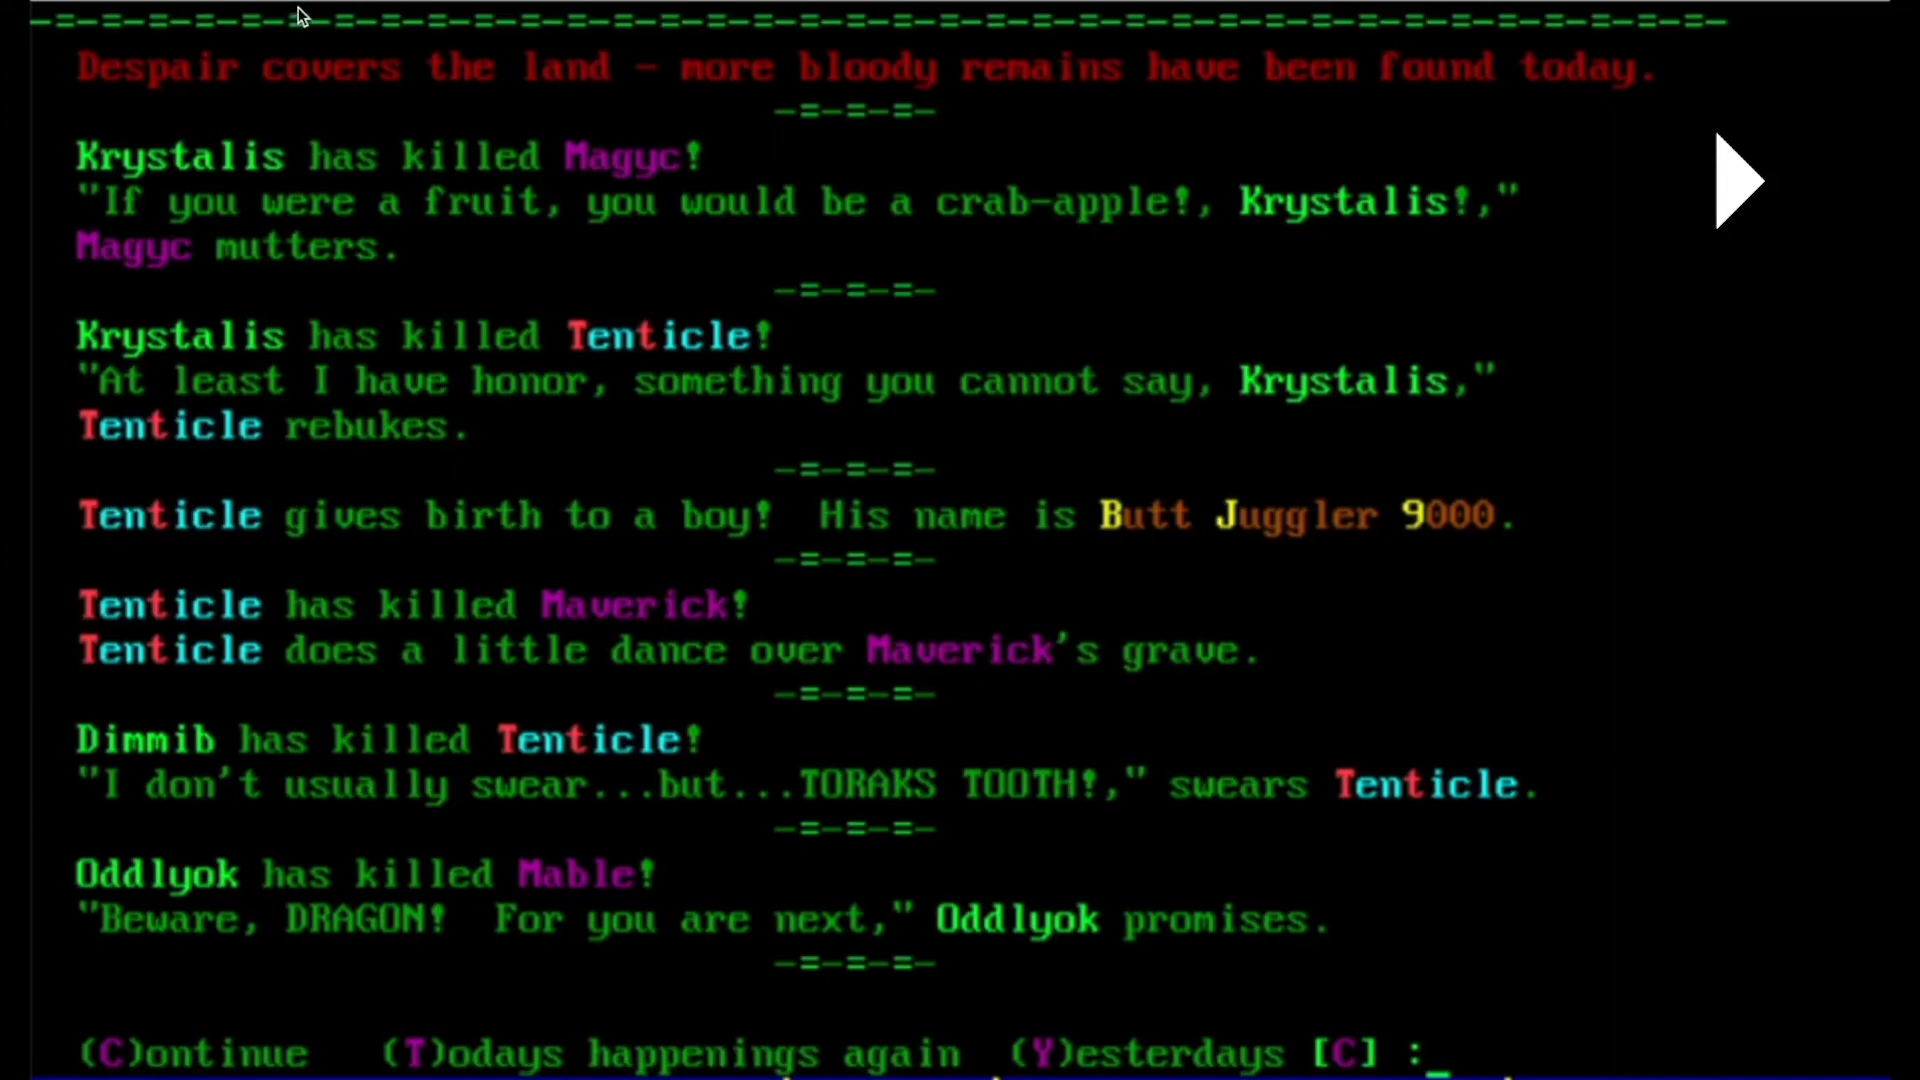 -=-=-=-=-=-=-=-=-=-=-=-=-=-=-=-=-=-=-=-=-=-=-=-=-=-=-=-=-=-=-=-=-=-=-=-=-
Despair covers the land - more bloody remains have been found today.
-=-=-=-
Krystalis has killed Magyc!
"If you were a fruit, you would be a crab-apple!, Krystalis!,"
Magyc mutters.
-=-=-=-
Krystalis has killed Tenticle!
"At least I have honor, something you cannot say, Krystalis,"
Tenticle rebukes.
-=-=-=-
Tenticle gives birth to a boy!  His name is Butt Juggler 9000.
-=-=-=-
Tenticle has killed Maverick!
Tenticle does a little dance over Maverick's grave.
-=-=-=-
Dimmib has killed Tenticle!
"I don't usually swear...but...TORAKS TOOTH!," swears Tenticle.
-=-=-=-
Oddlyok has killed Mable!
"Beware, DRAGON!  For you are next," Oddlyok promises.
-=-=-=-
(C)ontinue   (T)odays happenings again  (Y)esterdays [C] :_